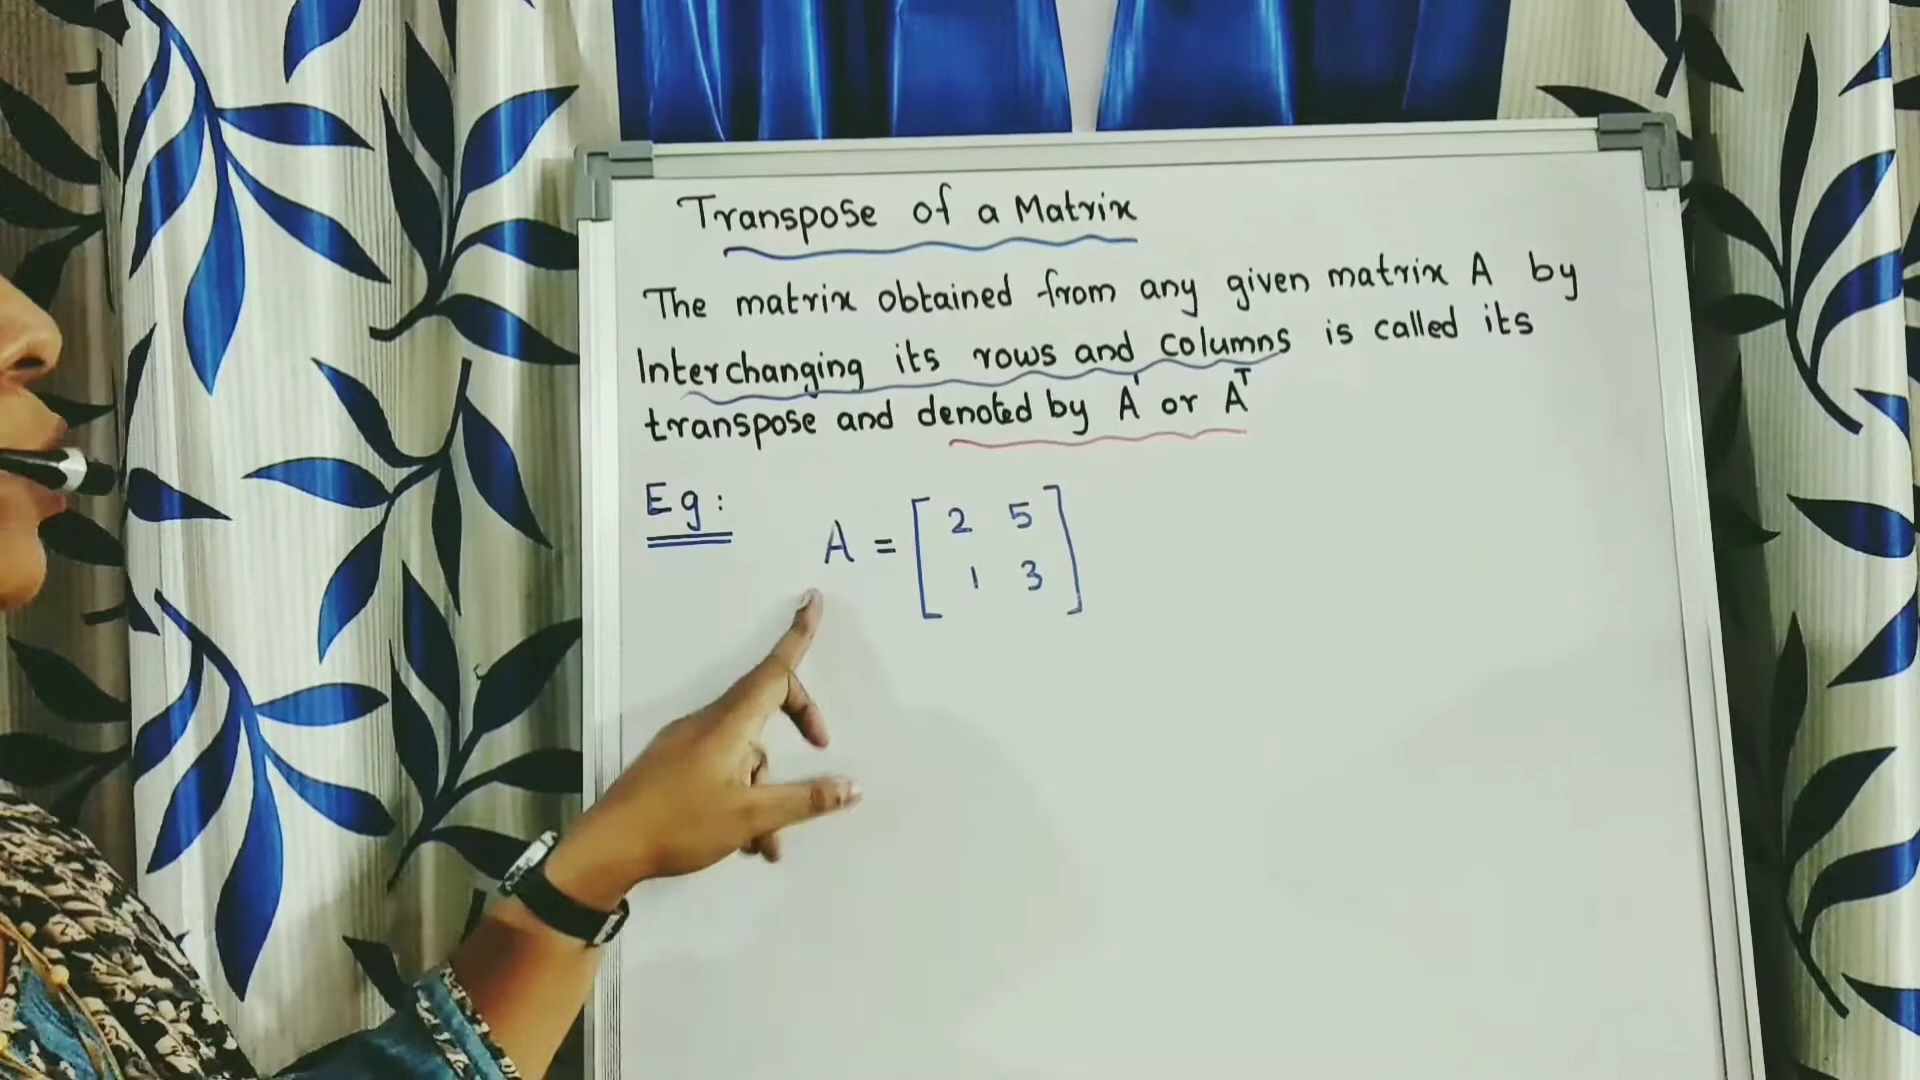 Transpose of a Matrix
The matrix obtained from any given matrix A by
Interchanging its rows and columns is called its
transpose and denoted by A' or Aᵀ
Eg:
A = [ 2 5
1 3 ]